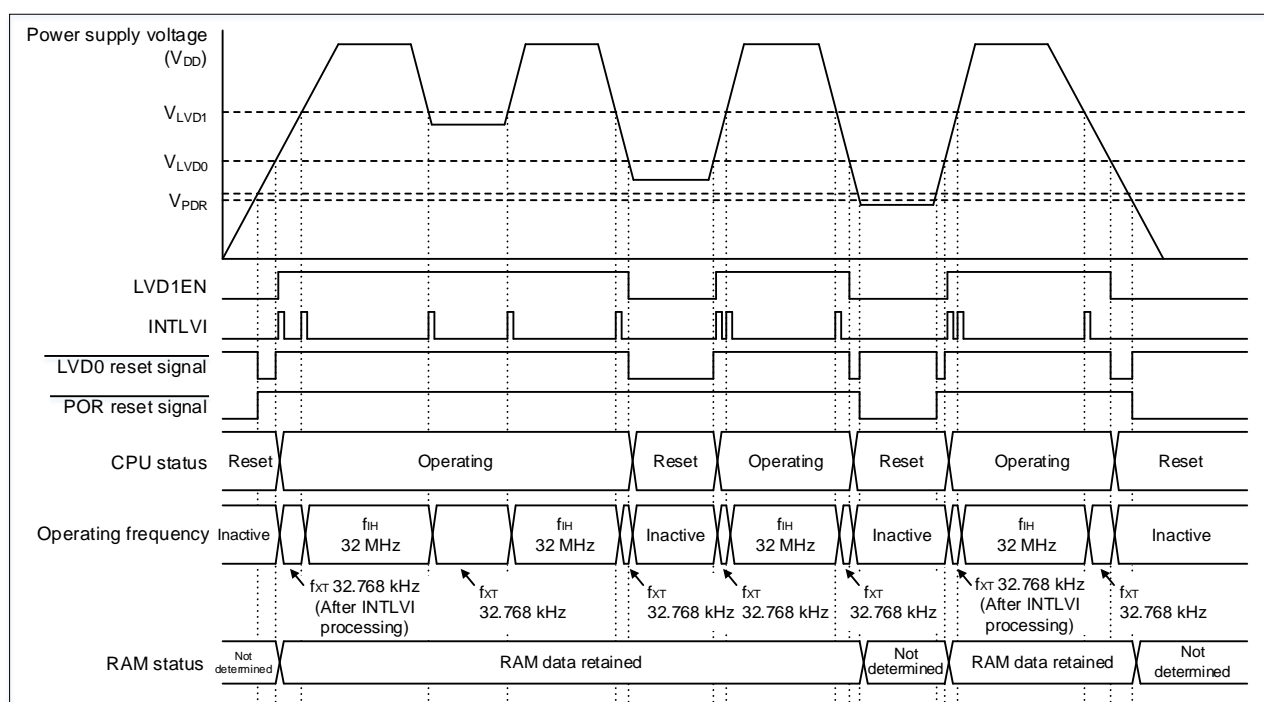 Power supply voltage
(VDD)
VLVD1
VLVD0
VPDR
LVD1EN
INTLVI
LVD0 reset signal
POR reset signal
CPU status
Reset
Operating
Reset
Operating
Reset
Operating
Reset
Operating frequency
Inactive
fIH
32 MHz
fIH
32 MHz
Inactive
fIH
32 MHz
Inactive
fIH
32 MHz
Inactive
fXT 32.768 kHz
(After INTLVI
processing)
fXT
32.768 kHz
fXT
32.768 kHz
fXT
32.768 kHz
fXT
32.768 kHz
fXT 32.768 kHz
(After INTLVI
processing)
fXT
32.768 kHz
RAM status
Not
determined
RAM data retained
Not
determined
RAM data retained
Not
determined